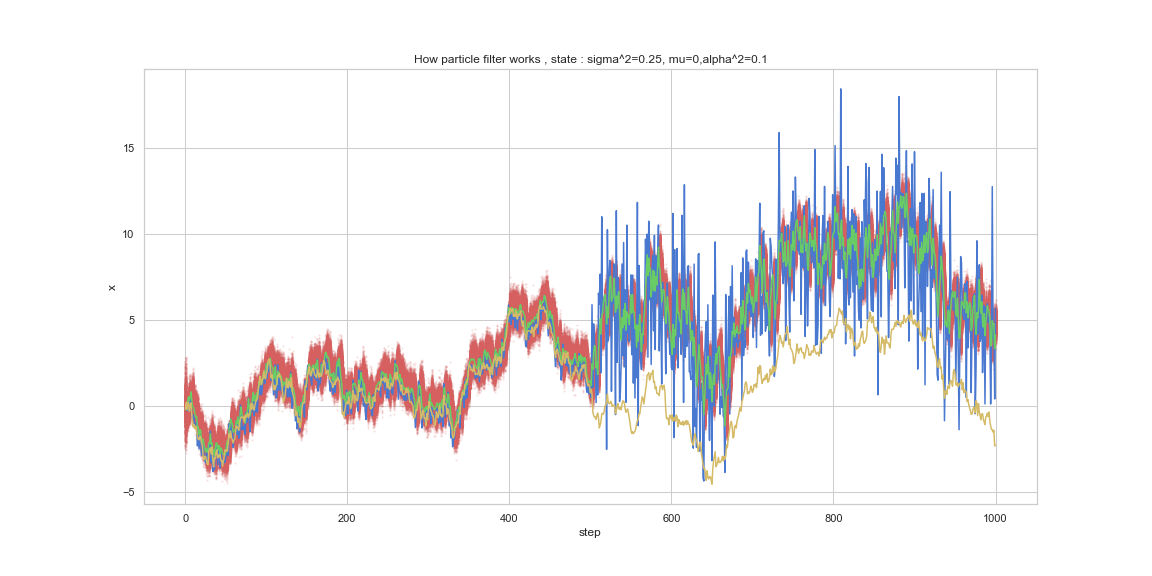 How particle filter works , state : sigma^2=0.25, mu=0,alpha^2=0.1
15
10
5
0
−5
x
0 200 400 600 800 1000
step